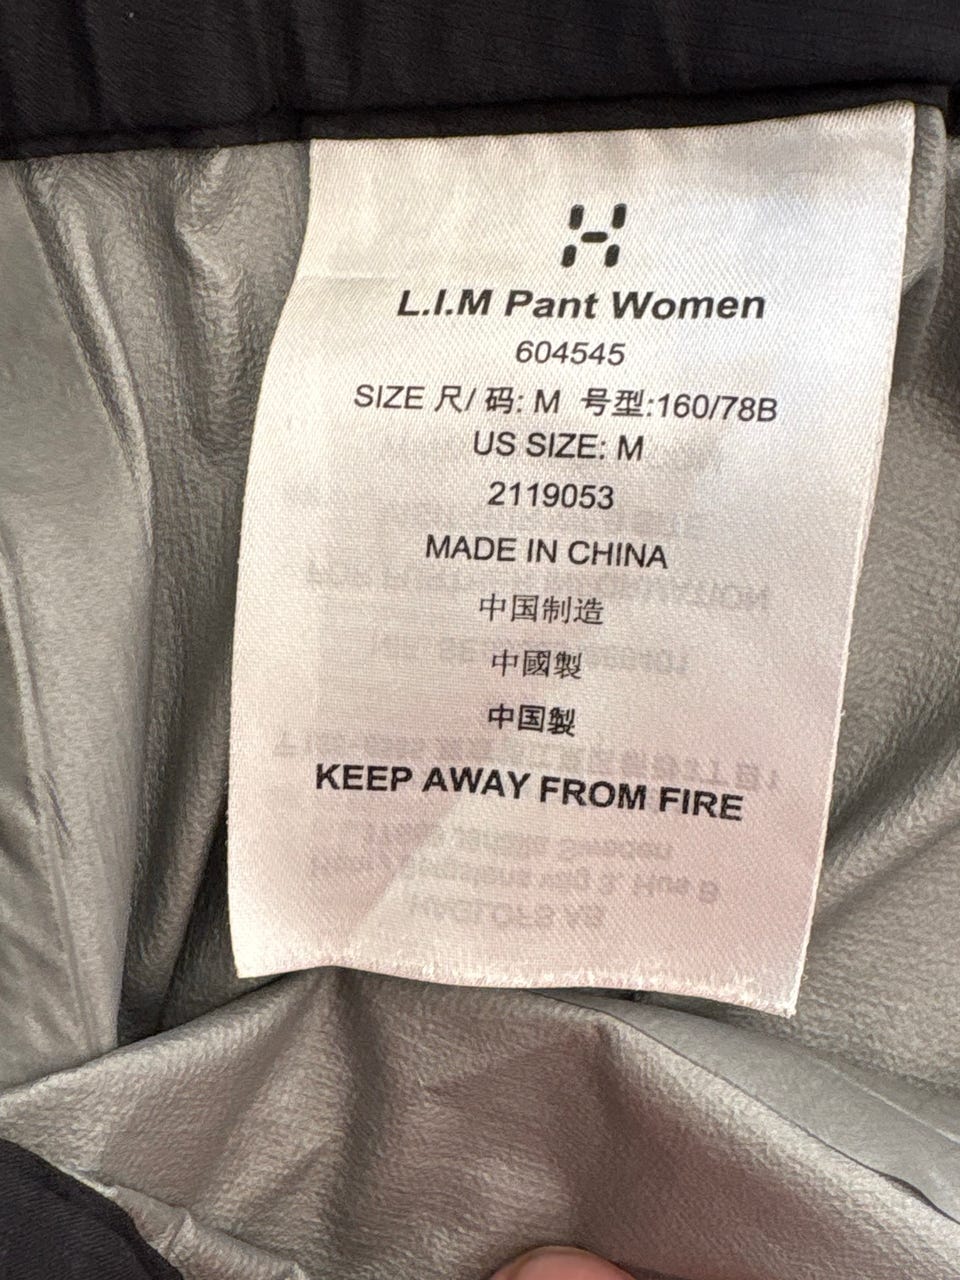 L.I.M Pant Women
604545
SIZE 尺/ 码: M 号型:160/78B
US SIZE: M
2119053
MADE IN CHINA
中国制造
中國製
中国製
KEEP AWAY FROM FIRE